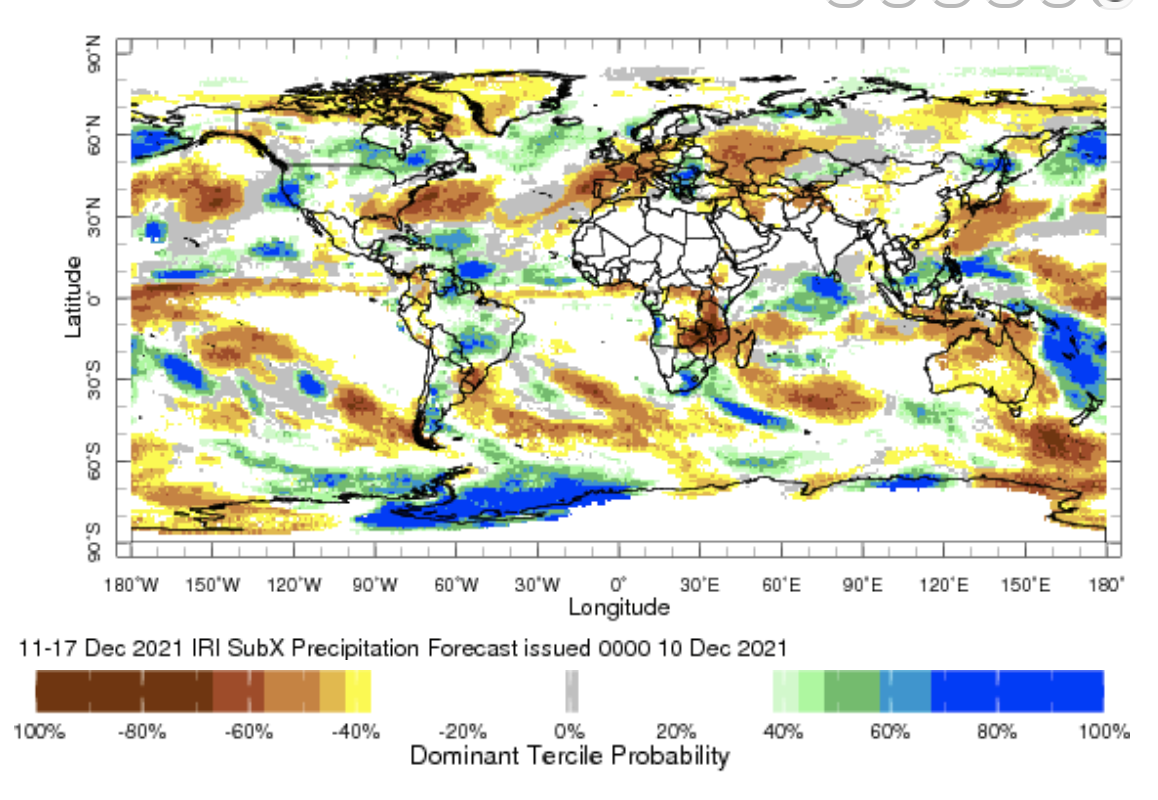 90°N
60°N
30°N
0°
30°S
60°S
90°S
Latitude
180°W 150°W 120°W 90°W 60°W 30°W 0° 30°E 60°E 90°E 120°E 150°E 180°
Longitude
11-17 Dec 2021 IRI SubX Precipitation Forecast issued 0000 10 Dec 2021
100% -80% -60% -40% -20% 0% 20% 40% 60% 80% 100%
Dominant Tercile Probability